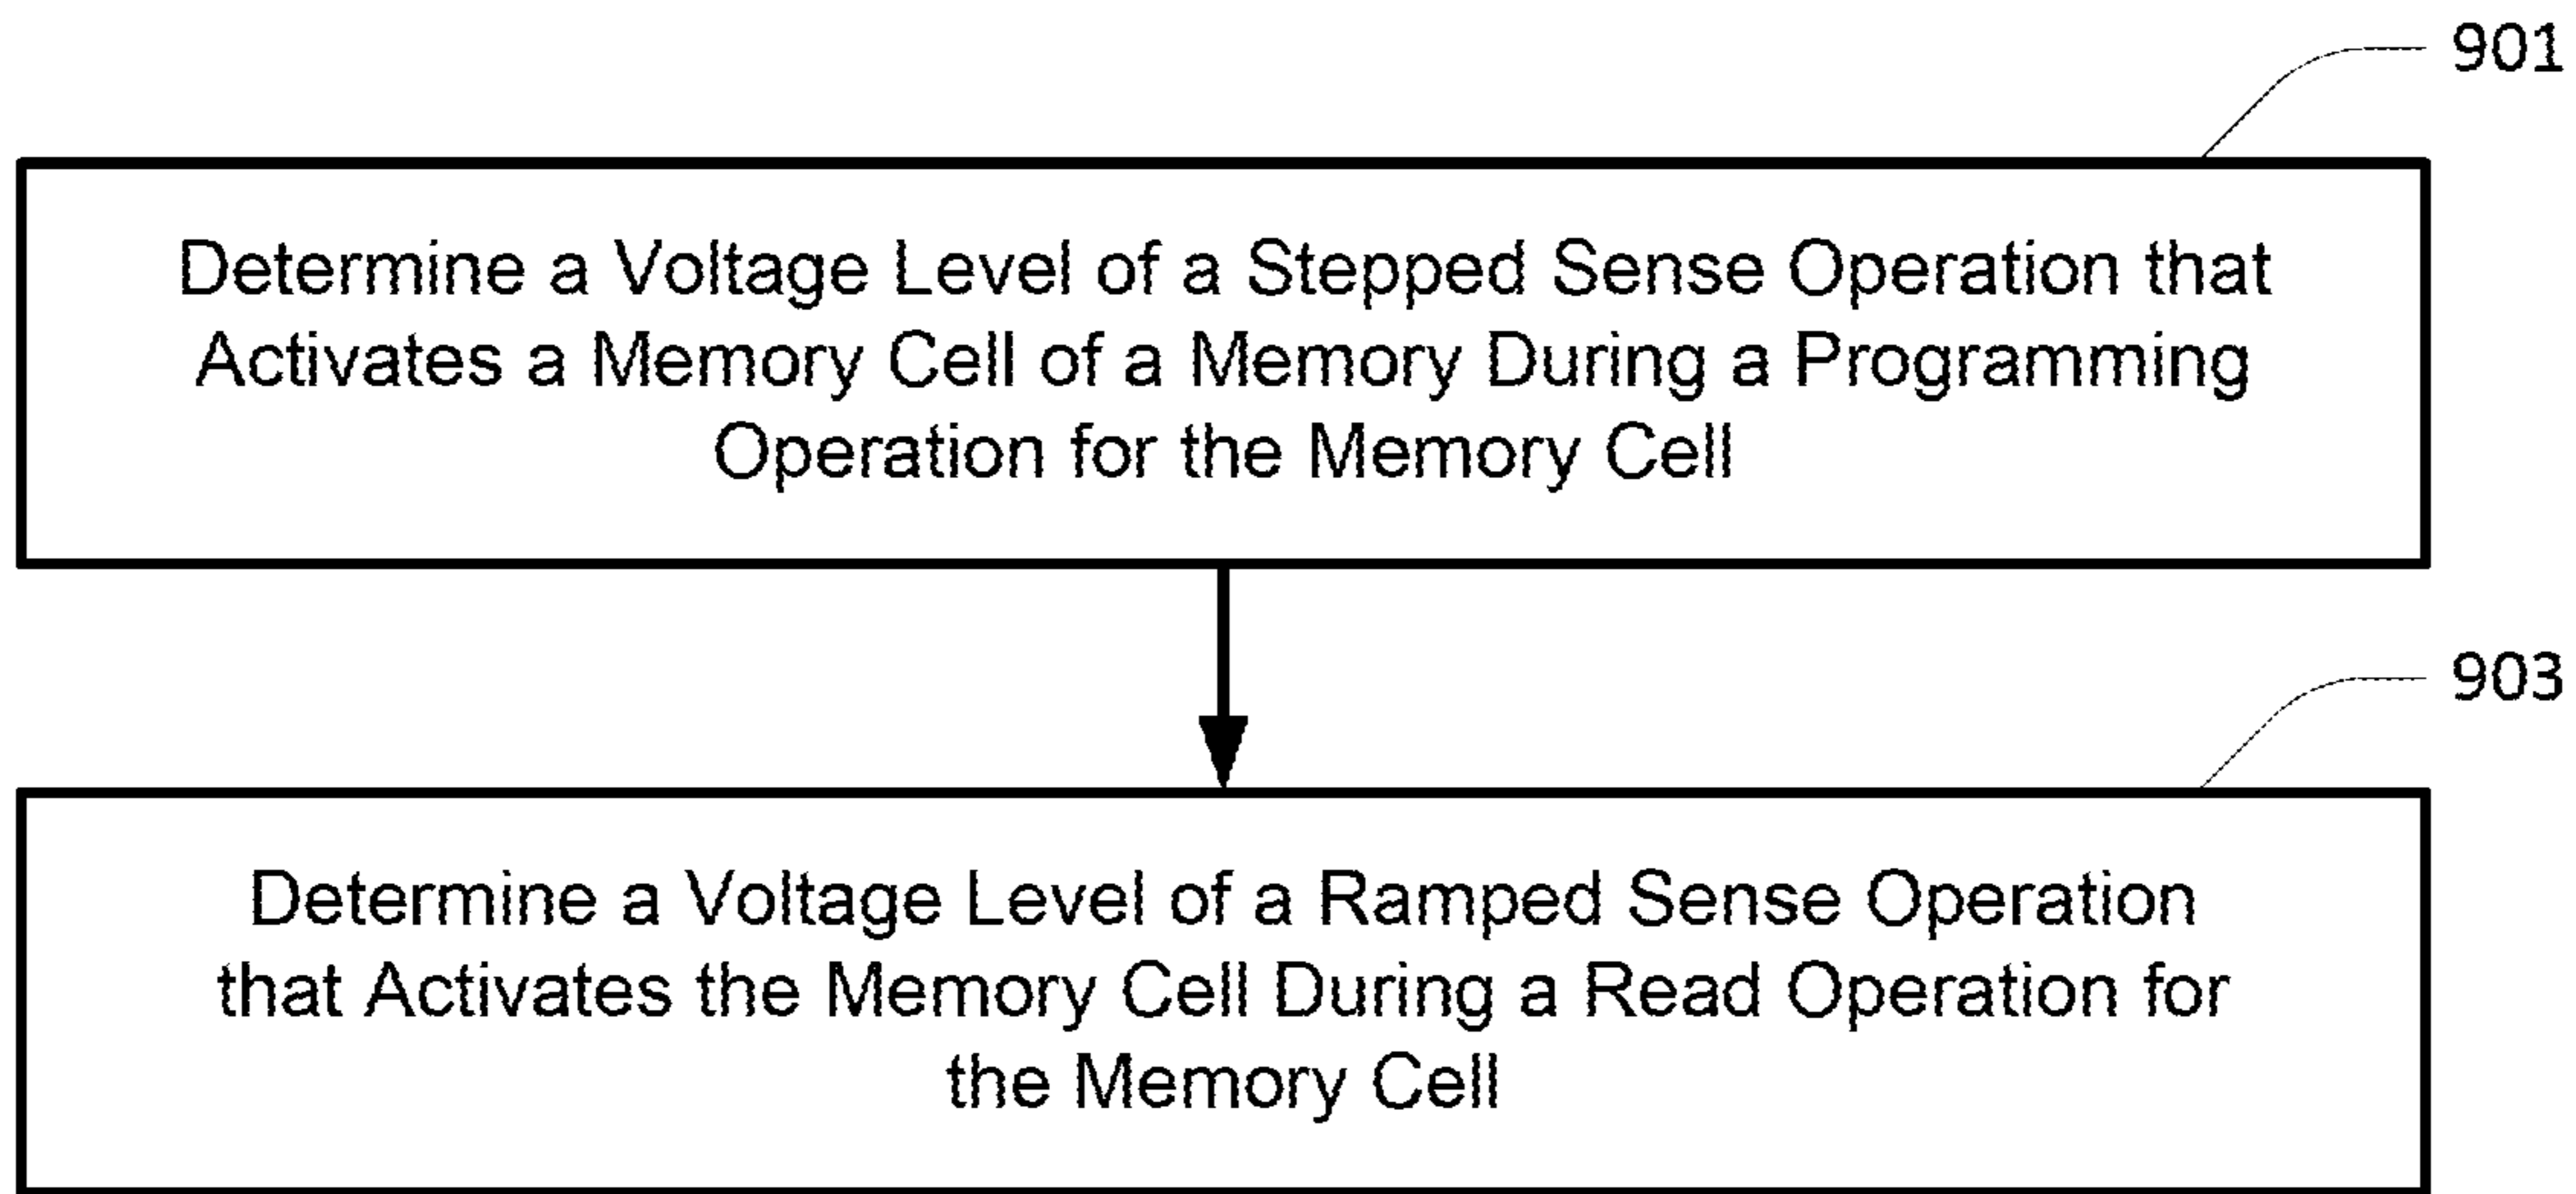 901
Determine a Voltage Level of a Stepped Sense Operation that
Activates a Memory Cell of a Memory During a Programming
Operation for the Memory Cell
903
Determine a Voltage Level of a Ramped Sense Operation
that Activates the Memory Cell During a Read Operation for
the Memory Cell